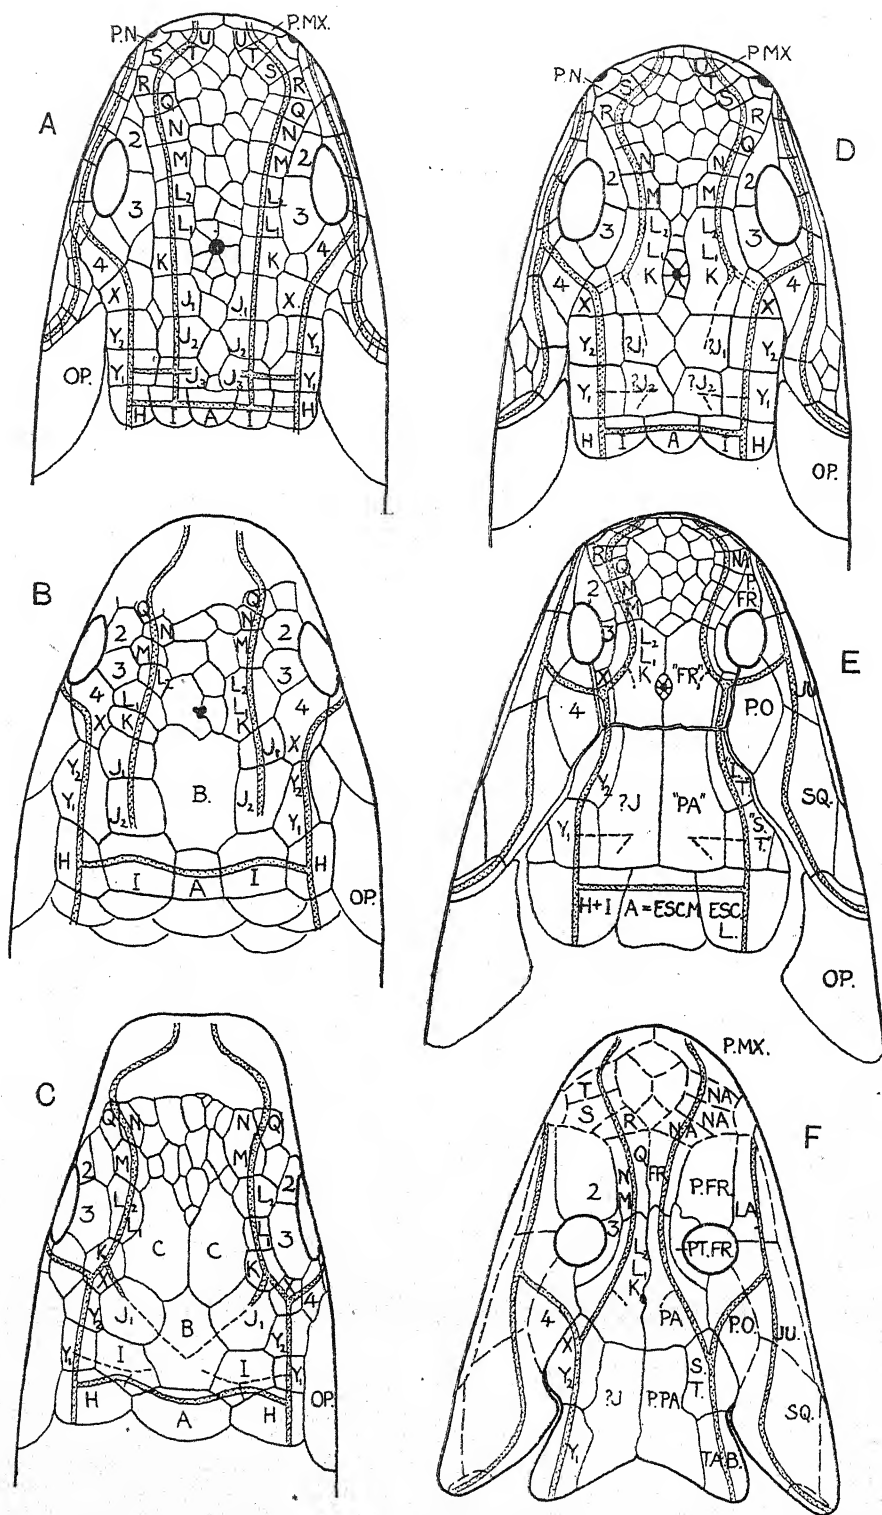 P.N. S T U U T P.MX.
R S S R
Q Q
A
2 N N 2
M M
L₂ L
3 L₁ L 3
4 K K 4
X J₁ J₁ X
Y₂ J₂ J₂ Y₂
OP. Y₁ J₃ J₃ Y₁
H I A I H
P.N. S U T S P.MX
R R
Q
D
2 N N 2
M M
3 L₂ L₂ 3
L₁ L₁
4 K K 4
X X
Y₂ ?J₁ ?J₁ Y₂
Y₁ ?J₂ ?J₂ Y₁
H I A I H
OP.
B
Q Q
2 N N 2
M M
3 L₂ L₂ 3
4 L L 4
X K K X
J₁ J₁
Y₂ Y₂
B.
Y₁ J₂ J₂ Y₁
H I A I H
OP.
R Q NA
2 N P.
M FR
3 L₂
L₁
X K "FR" JU.
E
4 P.O
Y₂ ?J "PA" I.T.
SQ.
Y₁ "S.T.
H+I A=ESC.M ESC.
L.
OP.
C
Q N N Q
2 M M 2
L₂ L₂
3 L L₁ 3
C C
K K
X 4
Y₂ J₁ B J₁ Y₂
Y₁ I I Y₁
H A H
OP.
P.MX.
T NA
S R NA NA
F
Q
2 N FR P.FR.
M LA
3 L₂ PT.FR.
L₁
K
4 PA P.O. JU.
X
Y₂ ?J P.PA S.
T. SQ.
Y₁ TAB.